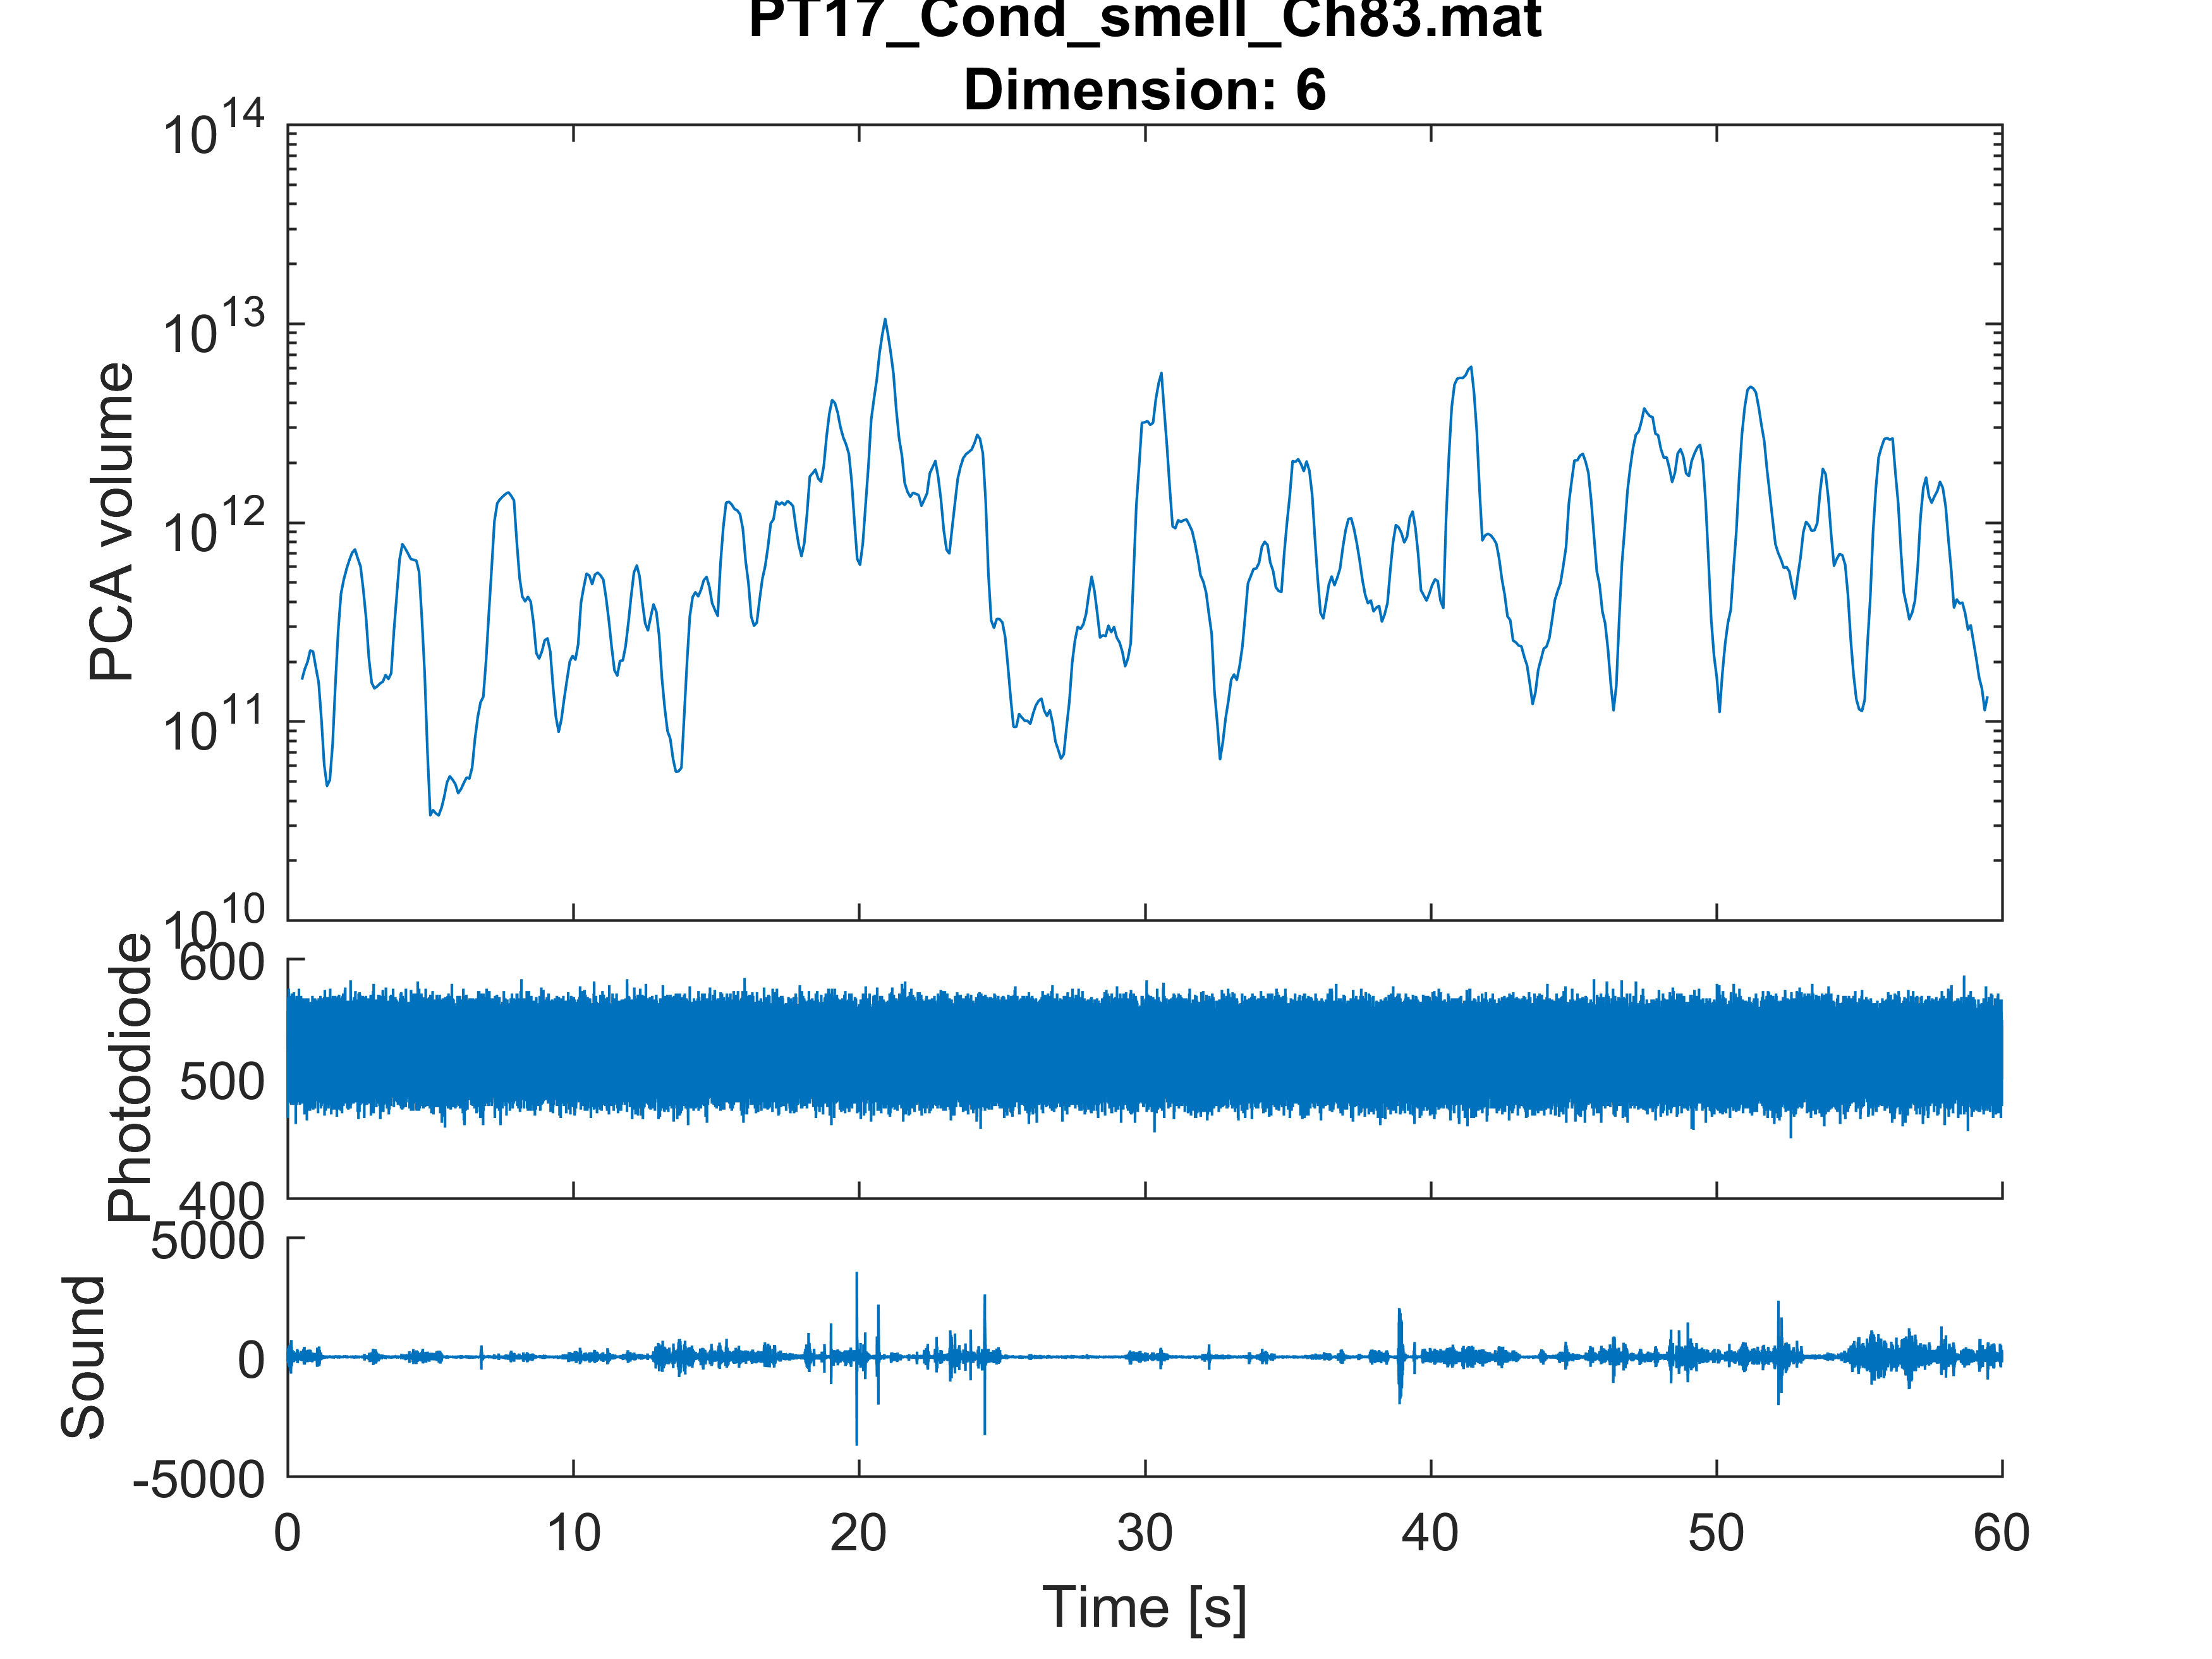 PT17_Cond_smell_Ch83.mat
Dimension: 6
10^14
10^13
10^12
10^11
10^10
PCA volume
600
500
400
Photodiode
5000
0
-5000
Sound
0 10 20 30 40 50 60
Time [s]